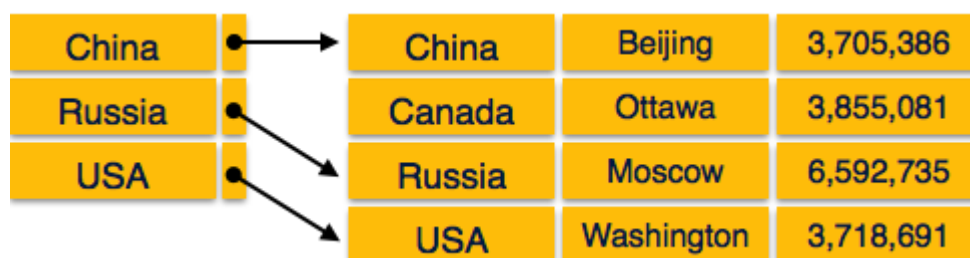 China China Beijing 3,705,386
Russia Canada Ottawa 3,855,081
USA Russia Moscow 6,592,735
USA Washington 3,718,691